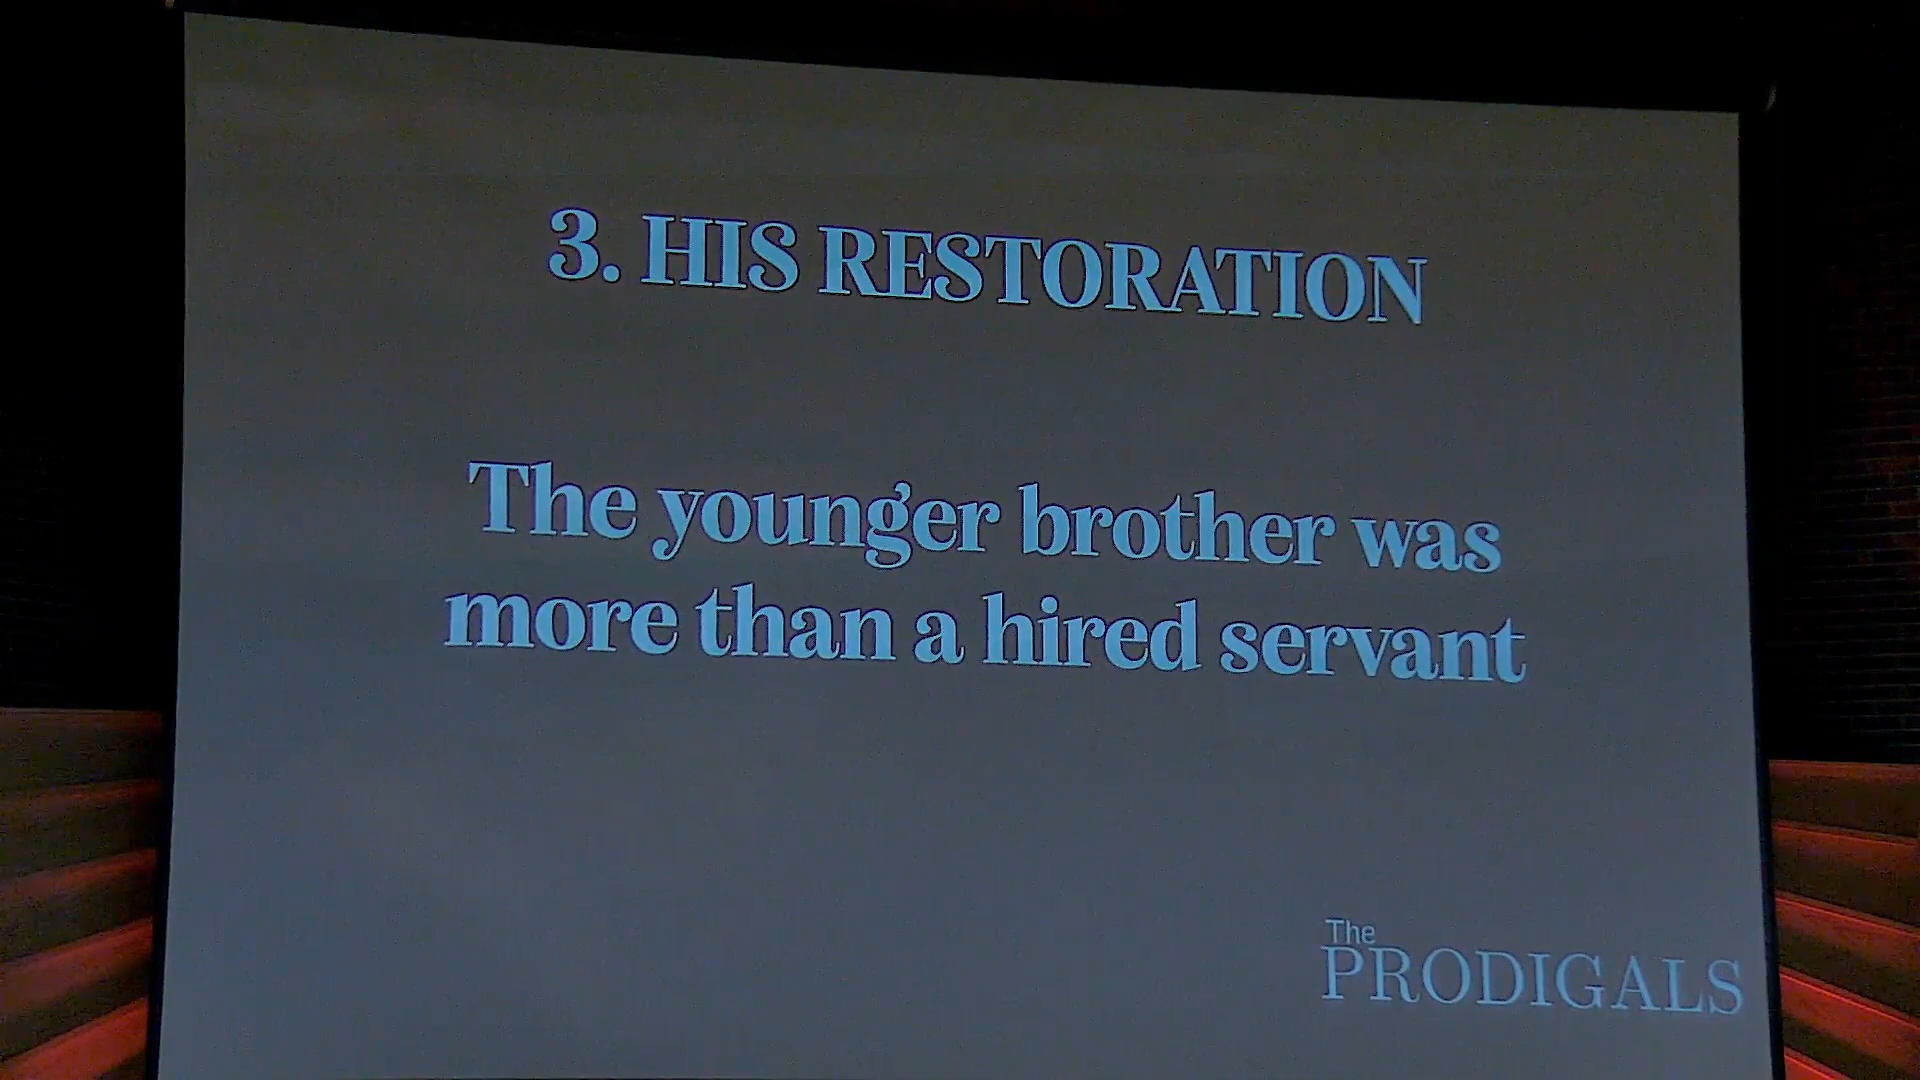 3. HIS RESTORATION
The younger brother was
more than a hired servant
The
PRODIGALS